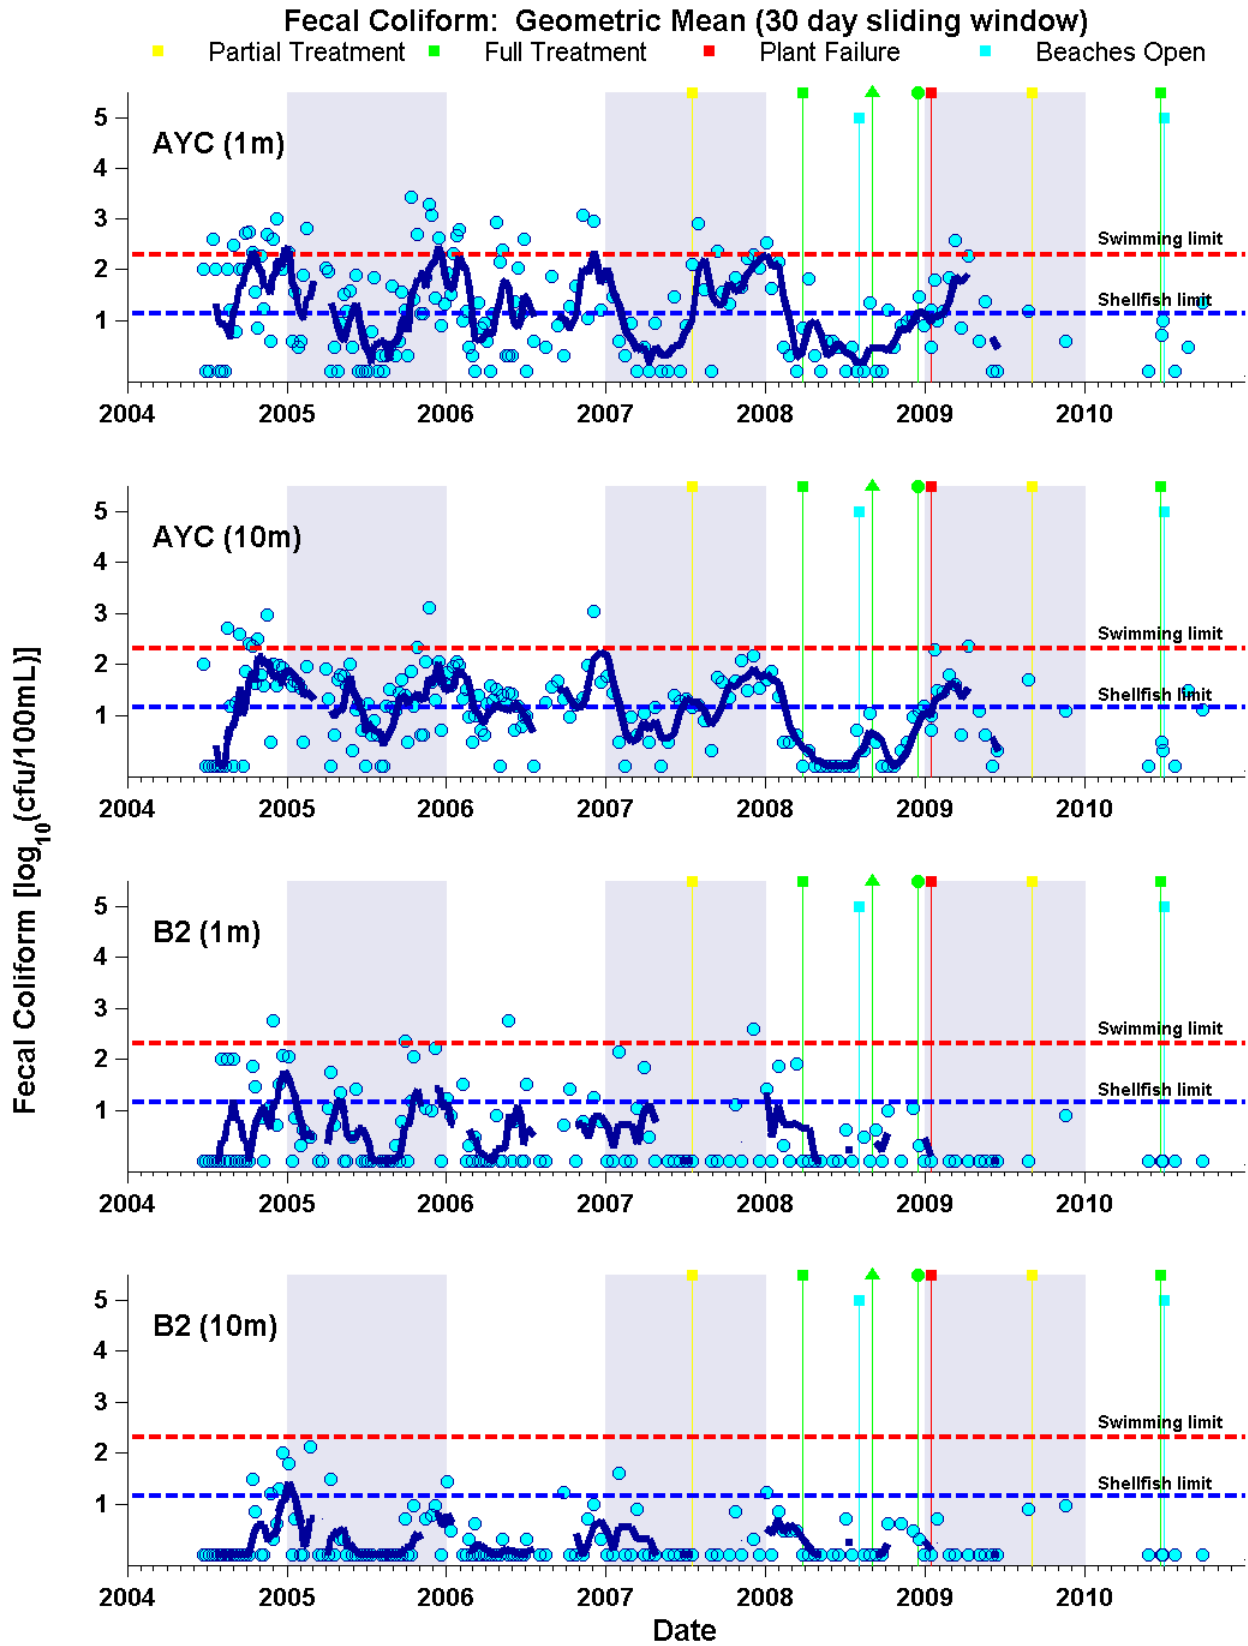 Fecal Coliform: Geometric Mean (30 day sliding window)
Partial Treatment Full Treatment Plant Failure Beaches Open
5
AYC (1m)
4
3
Swimming limit
2
Shellfish limit
1
2004 2005 2006 2007 2008 2009 2010
5
AYC (10m)
4
3
Swimming limit
2
Shellfish limit
1
0
2004 2005 2006 2007 2008 2009 2010
5
B2 (1m)
4
3
Swimming limit
2
Shellfish limit
1
0
2004 2005 2006 2007 2008 2009 2010
5
B2 (10m)
4
3
Swimming limit
2
Shellfish limit
1
0
2004 2005 2006 2007 2008 2009 2010
Date
Fecal Coliform [log10(cfu/100mL)]